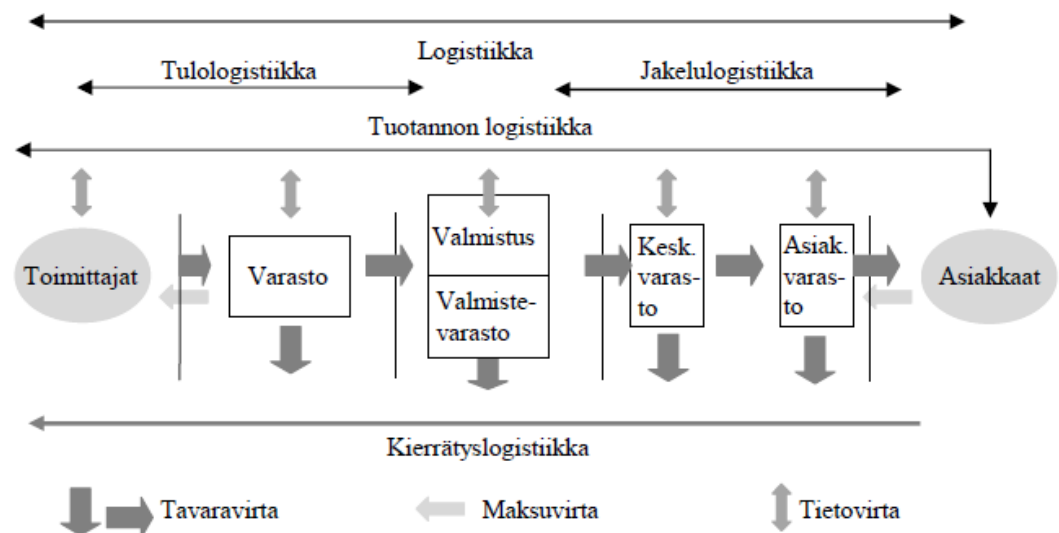 Logistiikka
Tulologistiikka
Jakelulogistiikka
Tuotannon logistiikka
Toimittajat
Varasto
Valmistus
Valmiste-
varasto
Kesk.
varas-
to
Asiak.
varas-
to
Asiakkaat
Kierrätyslogistiikka
Tavaravirta
Maksuvirta
Tietovirta